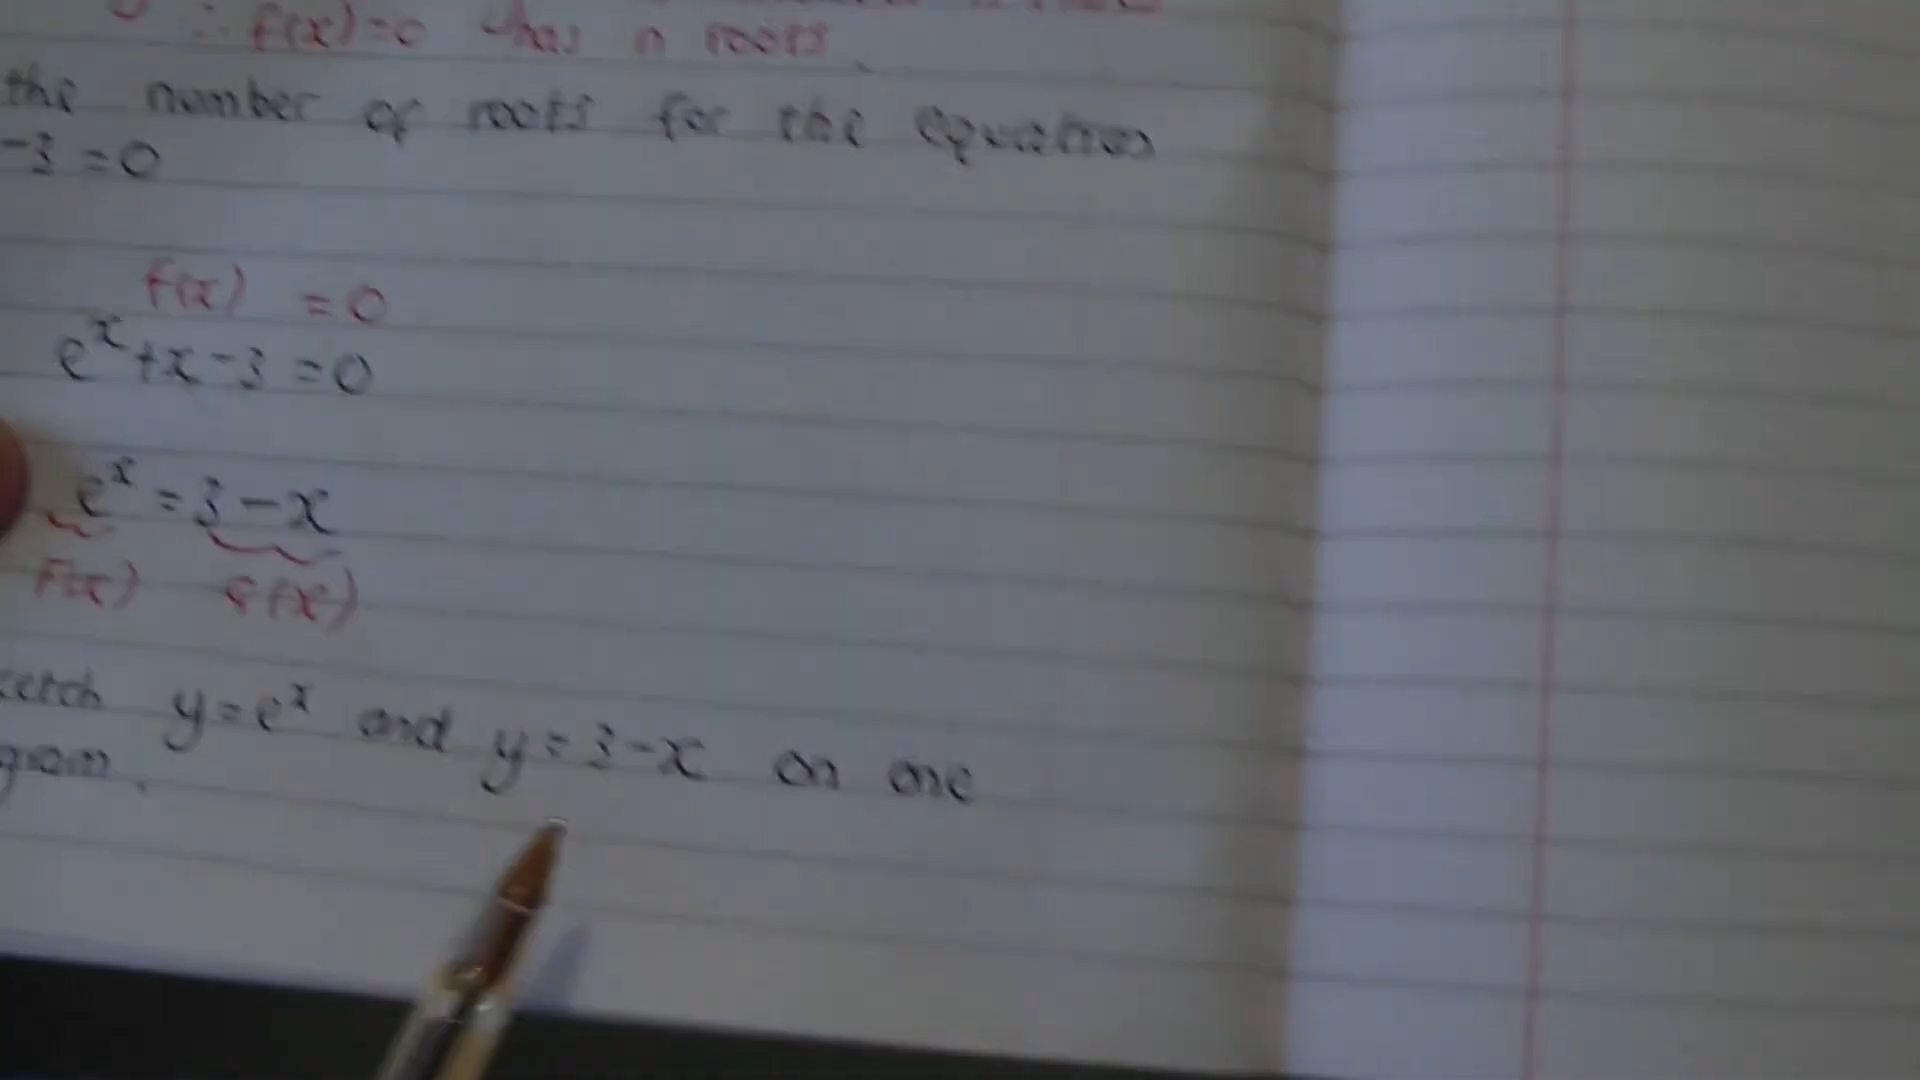 ∴ f(x)=0 has n roots
the number of roots for the equation
-3 =0
f(x) =0
e^x+x-3 =0
e^x = 3-x
f(x) G(x)
ketch y=e^x and y=3-x on one
gram.